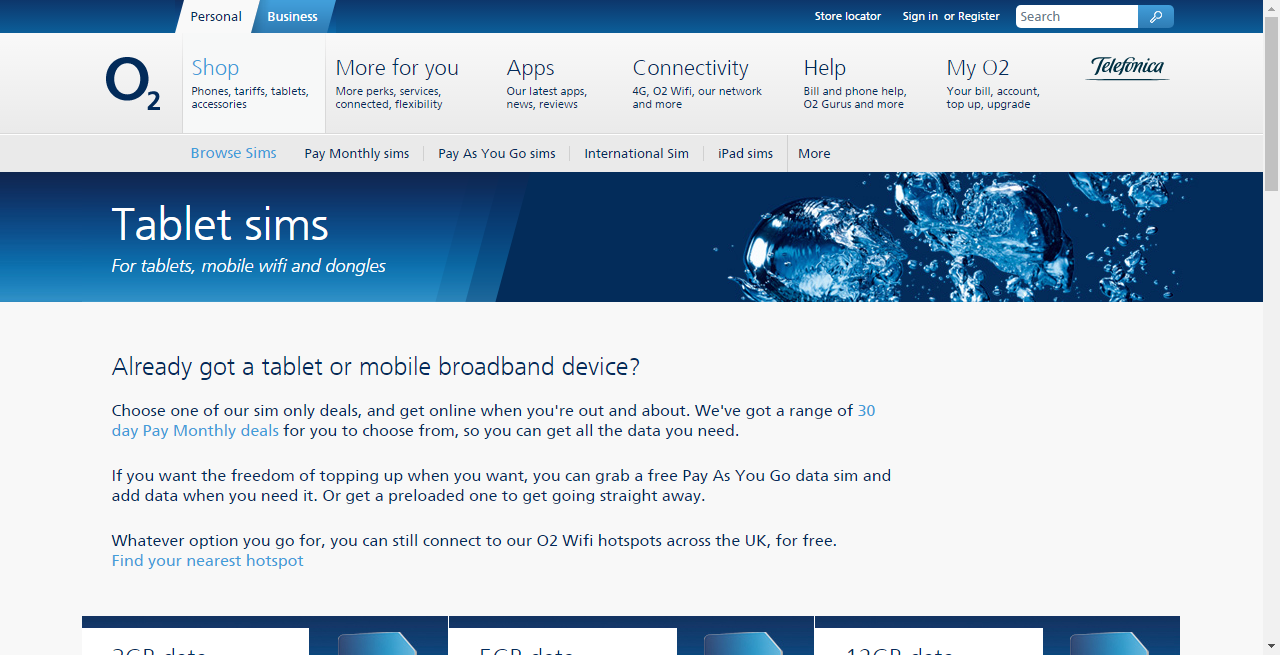 Personal
Business
Store locator
Sign in or Register
Search
O2
Shop
Phones, tariffs, tablets,
accessories
More for you
More perks, services,
connected, flexibility
Apps
Our latest apps,
news, reviews
Connectivity
4G, O2 Wifi, our network
and more
Help
Bill and phone help,
O2 Gurus and more
My O2
Your bill, account,
top up, upgrade
Telefónica
Browse Sims
Pay Monthly sims
Pay As You Go sims
International Sim
iPad sims
More
Tablet sims
For tablets, mobile wifi and dongles
Already got a tablet or mobile broadband device?
Choose one of our sim only deals, and get online when you're out and about. We've got a range of 30
day Pay Monthly deals for you to choose from, so you can get all the data you need.
If you want the freedom of topping up when you want, you can grab a free Pay As You Go data sim and
add data when you need it. Or get a preloaded one to get going straight away.
Whatever option you go for, you can still connect to our O2 Wifi hotspots across the UK, for free.
Find your nearest hotspot
data
data
data